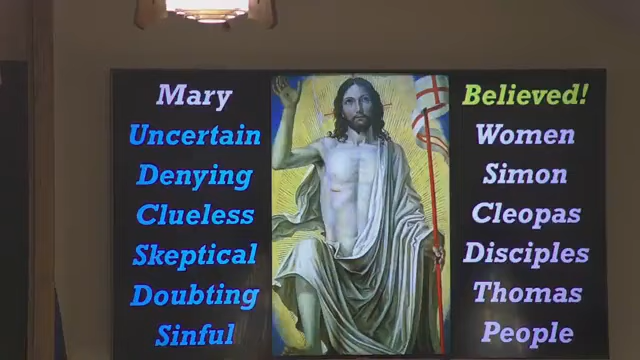 Mary Believed!
Uncertain Women
Denying Simon
Clueless Cleopas
Skeptical Disciples
Doubting Thomas
Sinful People